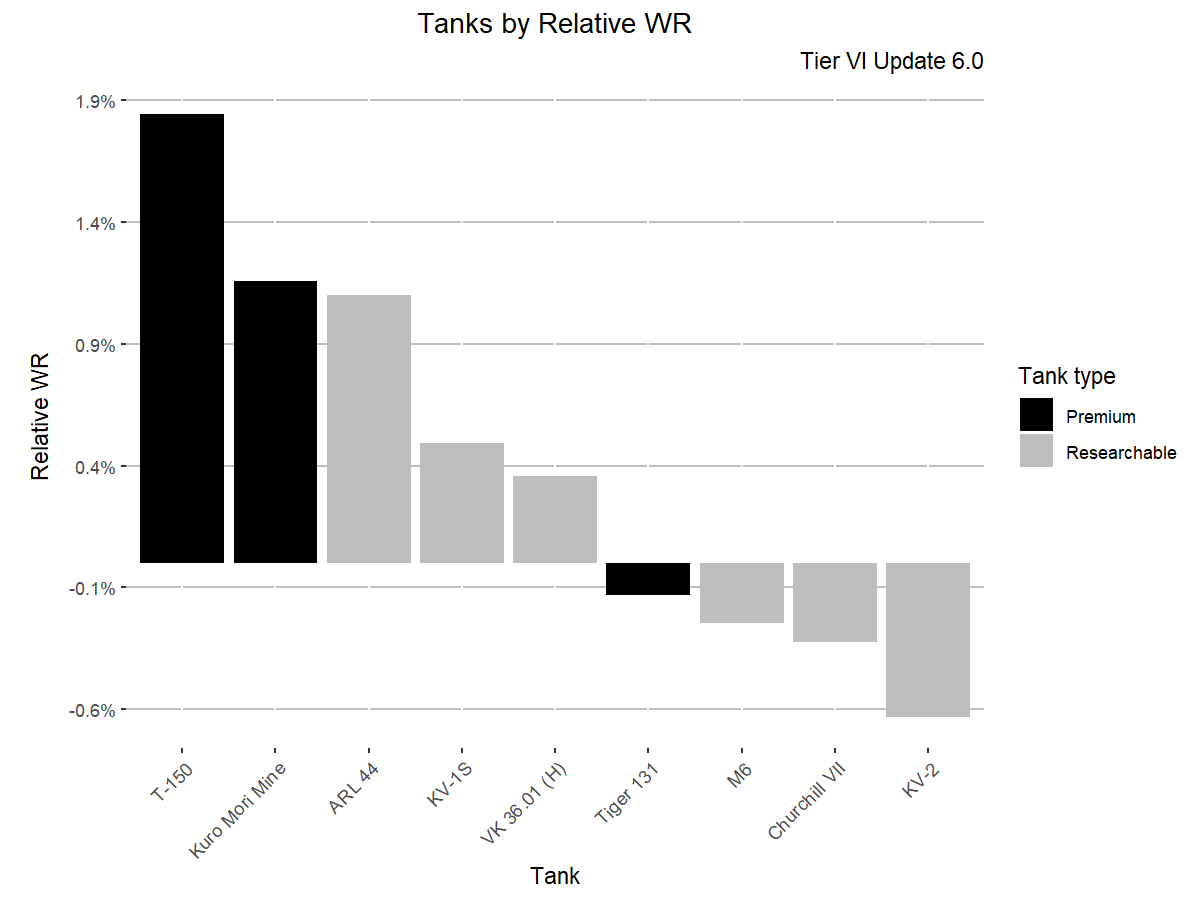 Tanks by Relative WR
Tier VI Update 6.0
1.9%
1.4%
0.9%
0.4%
-0.1%
-0.6%
Relative WR
T-150
Kuro Mori Mine
ARL 44
KV-1S
VK 36.01 (H)
Tiger 131
M6
Churchill VII
KV-2
Tank
Tank type
Premium
Researchable